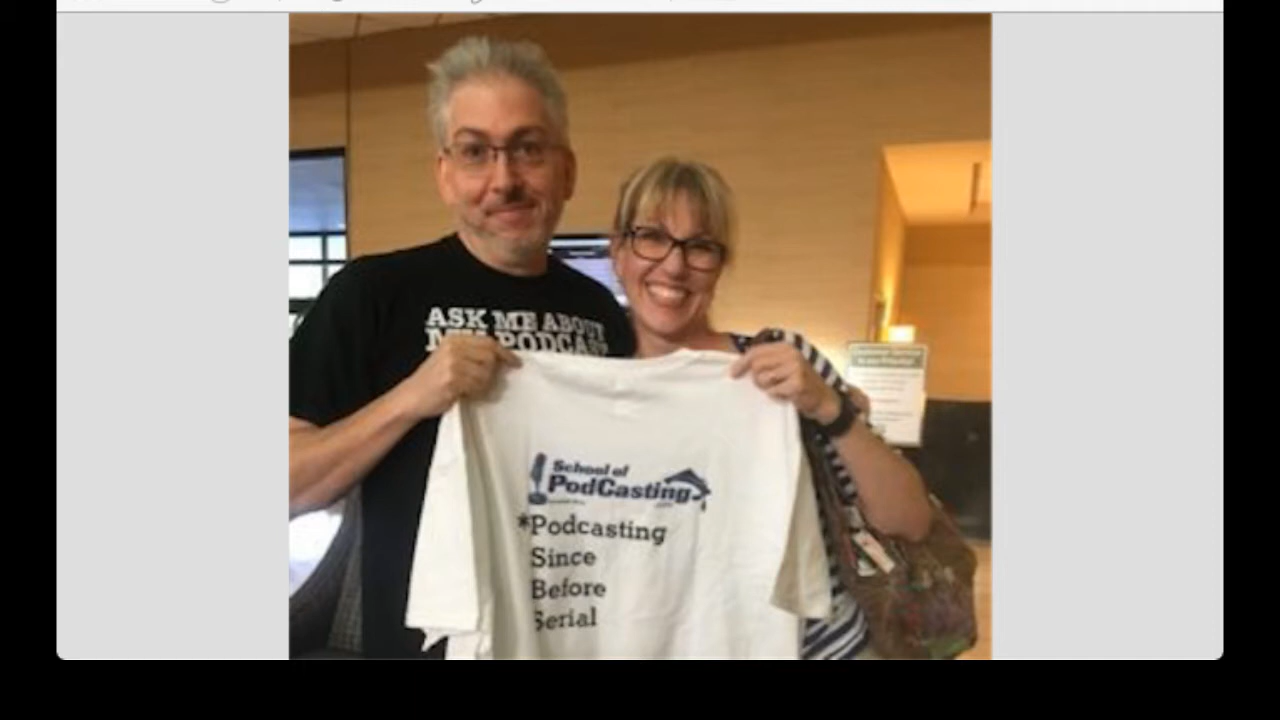 ASK ME ABOUT
MY PODCAST
School of
PodCasting
*Podcasting
Since
Before
Serial